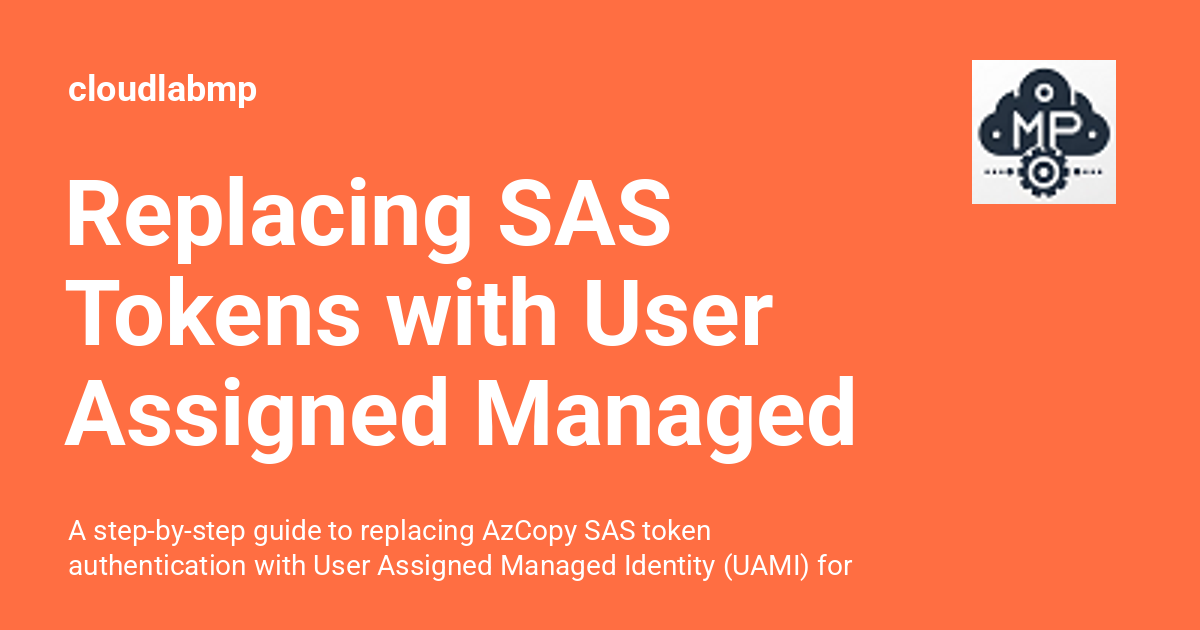 cloudlabmp
MP
Replacing SAS
Tokens with User
Assigned Managed
A step-by-step guide to replacing AzCopy SAS token
authentication with User Assigned Managed Identity (UAMI) for